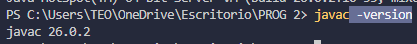 PS C:\Users\TEO\OneDrive\Escritorio\PROG 2> javac -version
javac 26.0.2